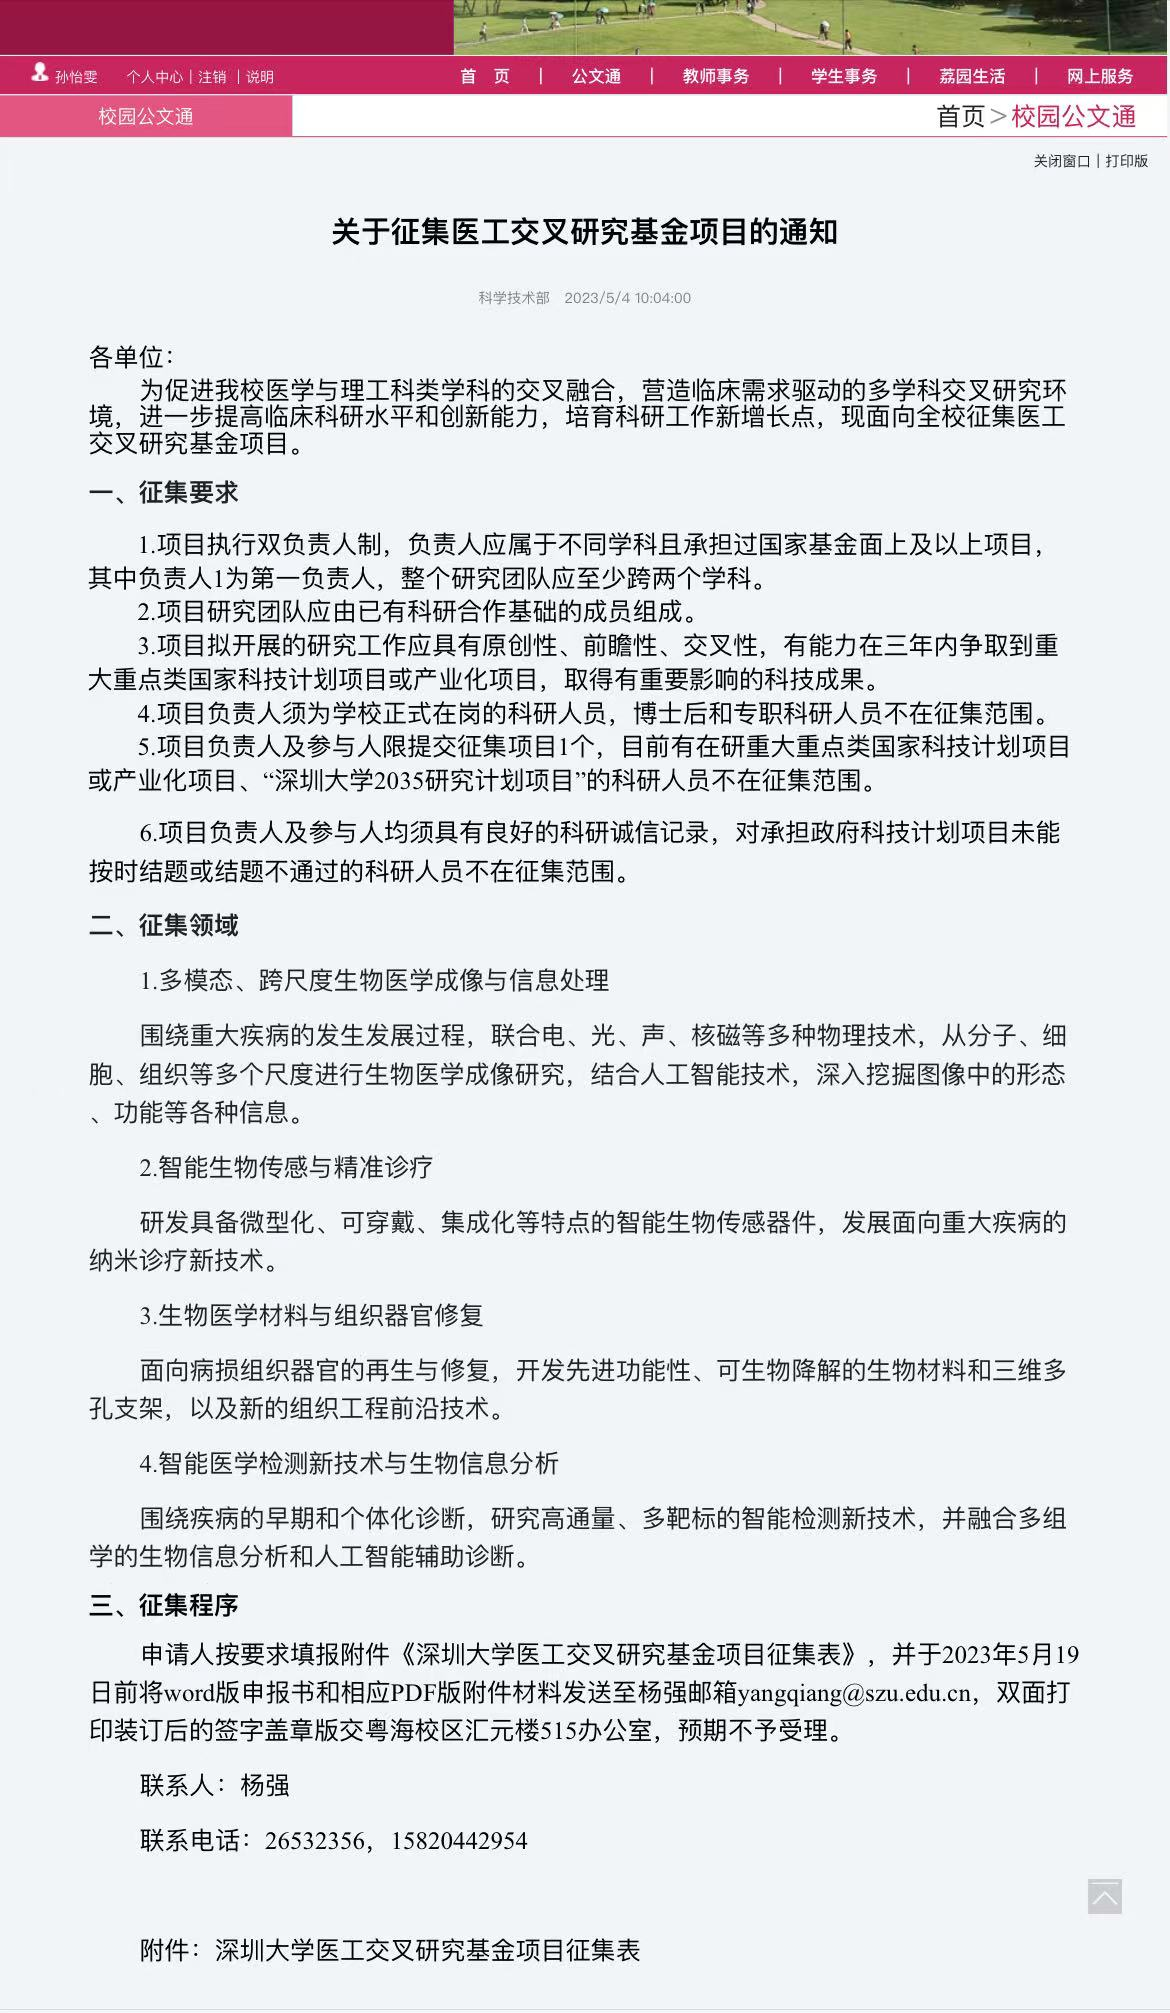 孙怡雯 个人中心 | 注销 | 说明 首 页 | 公文通 | 教师事务 | 学生事务 | 荔园生活 | 网上服务
校园公文通 首页>校园公文通
关闭窗口 | 打印版
关于征集医工交叉研究基金项目的通知
科学技术部 2023/5/4 10:04:00
各单位：
为促进我校医学与理工科类学科的交叉融合，营造临床需求驱动的多学科交叉研究环
境，进一步提高临床科研水平和创新能力，培育科研工作新增长点，现面向全校征集医工
交叉研究基金项目。
一、征集要求
1.项目执行双负责人制，负责人应属于不同学科且承担过国家基金面上及以上项目，
其中负责人1为第一负责人，整个研究团队应至少跨两个学科。
2.项目研究团队应由已有科研合作基础的成员组成。
3.项目拟开展的研究工作应具有原创性、前瞻性、交叉性，有能力在三年内争取到重
大重点类国家科技计划项目或产业化项目，取得有重要影响的科技成果。
4.项目负责人须为学校正式在岗的科研人员，博士后和专职科研人员不在征集范围。
5.项目负责人及参与人限提交征集项目1个，目前有在研重大重点类国家科技计划项目
或产业化项目、“深圳大学2035研究计划项目”的科研人员不在征集范围。
6.项目负责人及参与人均须具有良好的科研诚信记录，对承担政府科技计划项目未能
按时结题或结题不通过的科研人员不在征集范围。
二、征集领域
1.多模态、跨尺度生物医学成像与信息处理
围绕重大疾病的发生发展过程，联合电、光、声、核磁等多种物理技术，从分子、细
胞、组织等多个尺度进行生物医学成像研究，结合人工智能技术，深入挖掘图像中的形态
、功能等各种信息。
2.智能生物传感与精准诊疗
研发具备微型化、可穿戴、集成化等特点的智能生物传感器件，发展面向重大疾病的
纳米诊疗新技术。
3.生物医学材料与组织器官修复
面向病损组织器官的再生与修复，开发先进功能性、可生物降解的生物材料和三维多
孔支架，以及新的组织工程前沿技术。
4.智能医学检测新技术与生物信息分析
围绕疾病的早期和个体化诊断，研究高通量、多靶标的智能检测新技术，并融合多组
学的生物信息分析和人工智能辅助诊断。
三、征集程序
申请人按要求填报附件《深圳大学医工交叉研究基金项目征集表》，并于2023年5月19
日前将word版申报书和相应PDF版附件材料发送至杨强邮箱yangqiang@szu.edu.cn，双面打
印装订后的签字盖章版交粤海校区汇元楼515办公室，预期不予受理。
联系人：杨强
联系电话：26532356，15820442954
附件：深圳大学医工交叉研究基金项目征集表